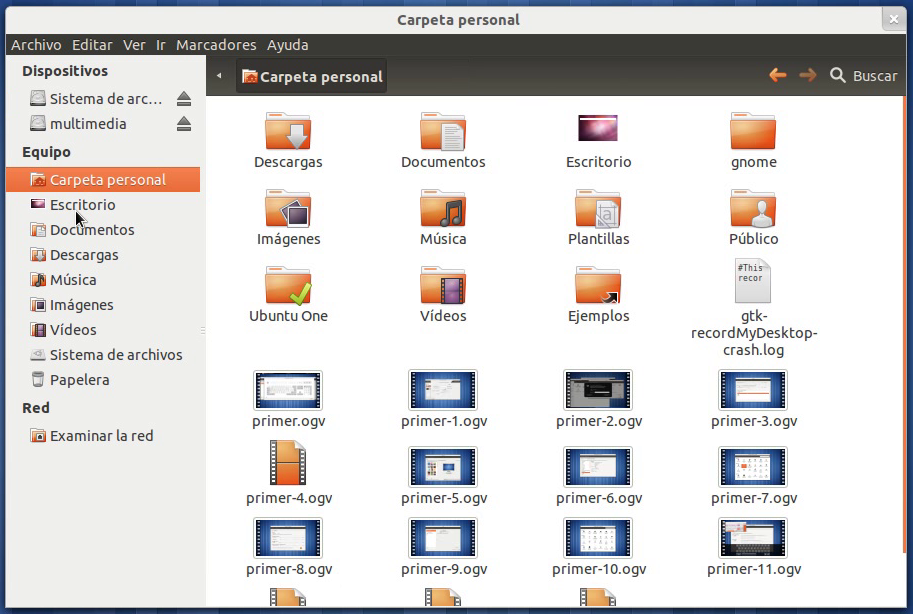 Carpeta personal
Archivo Editar Ver Ir Marcadores Ayuda
Dispositivos
Sistema de arc...
multimedia
Equipo
Carpeta personal
Escritorio
Documentos
Descargas
Música
Imágenes
Vídeos
Sistema de archivos
Papelera
Red
Examinar la red
Carpeta personal
Buscar
Descargas Documentos Escritorio gnome
Imágenes Música Plantillas Público
#This
recor
Ubuntu One Vídeos Ejemplos gtk-
recordMyDesktop-
crash.log
primer.ogv primer-1.ogv primer-2.ogv primer-3.ogv
primer-4.ogv primer-5.ogv primer-6.ogv primer-7.ogv
primer-8.ogv primer-9.ogv primer-10.ogv primer-11.ogv